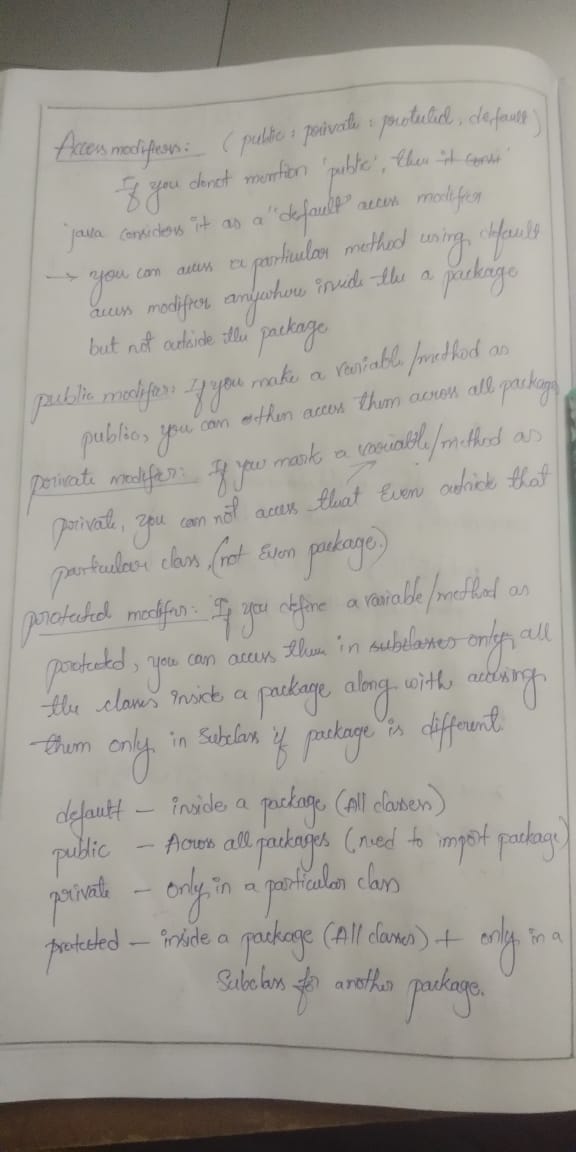 Access modifiers: (public, private, protected, default)
If you donot mention 'public', then it consi
java considers it as a "default" access modifier
→ you can access a particular method using default
access modifier anywhere inside the a package
but not outside the package
public modifier: If you make a variable/method as
public, you can then access them across all package
private modifier: If you mark a variable/method as
private, you can not access that even outside that
particular class, (not even package.)
protected modifier: If you define a variable/method as
protected, you can access them in subclasses only, all
the classes inside a package along with accessing
them only in Subclass if package is different.
default – inside a package (All classes)
public – Across all packages (need to import package)
private – only in a particular class
protected – inside a package (All classes) + only in a
Subclass for another package.